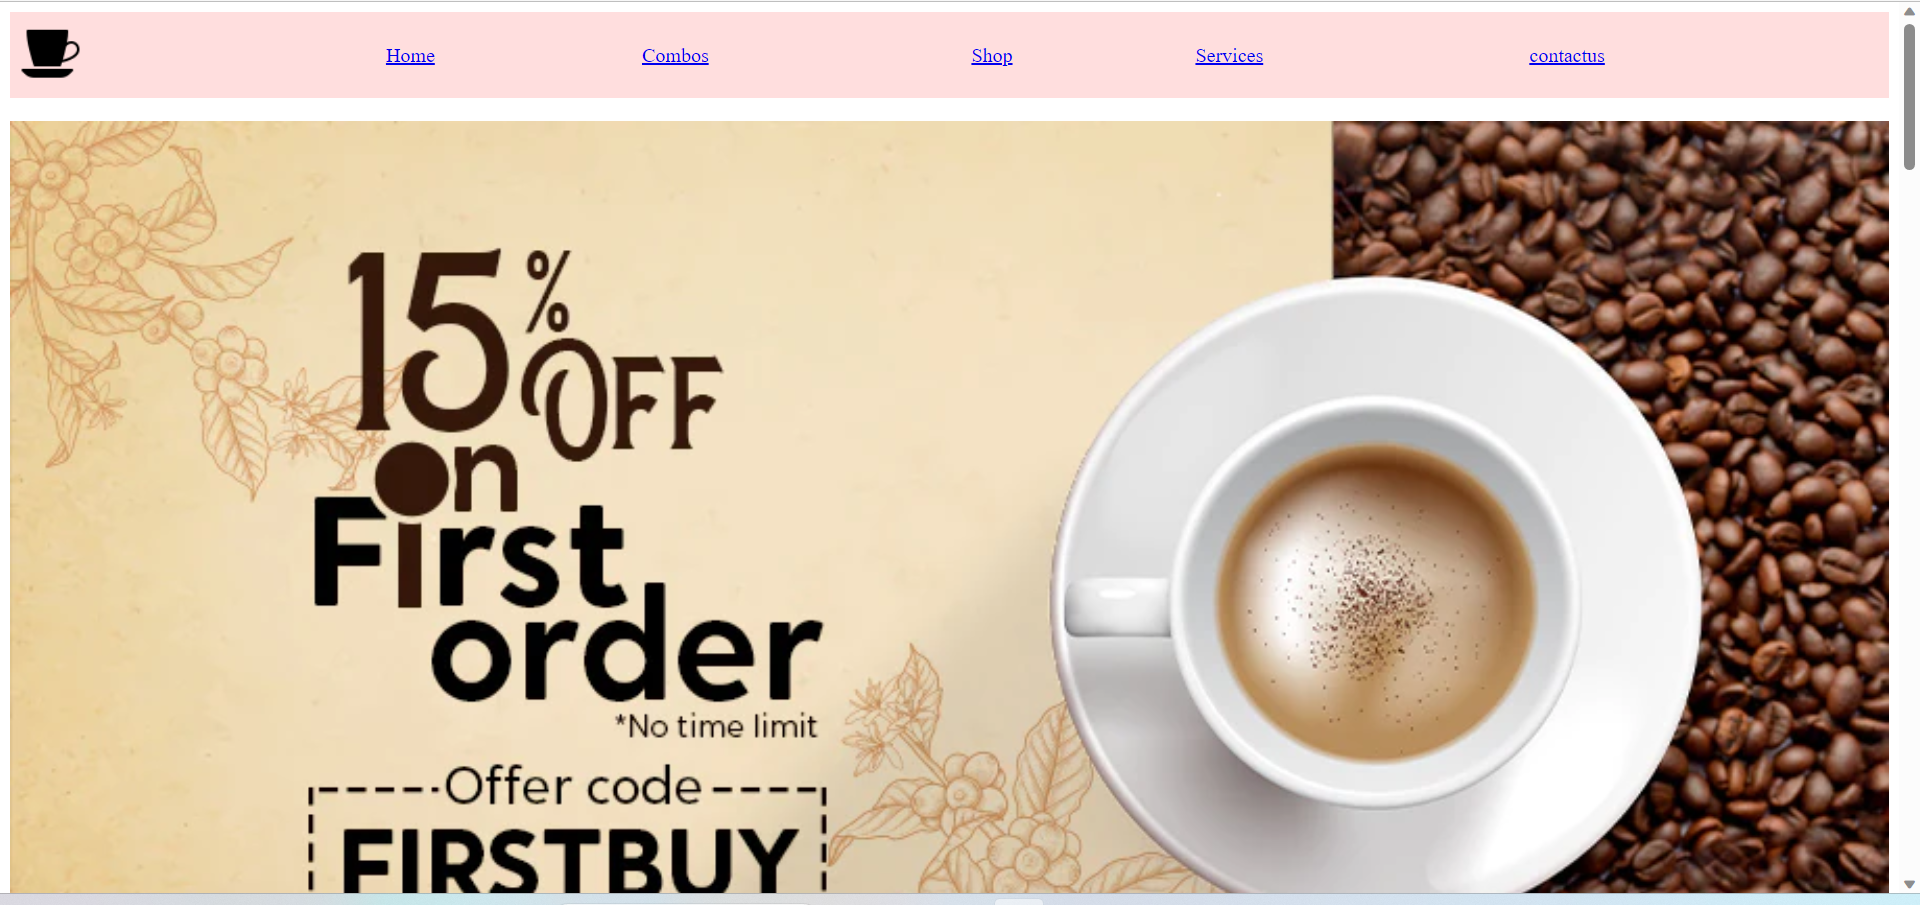 Home Combos Shop Services contactus
15% OFF
on
First
order
*No time limit
Offer code
FIRSTBUY